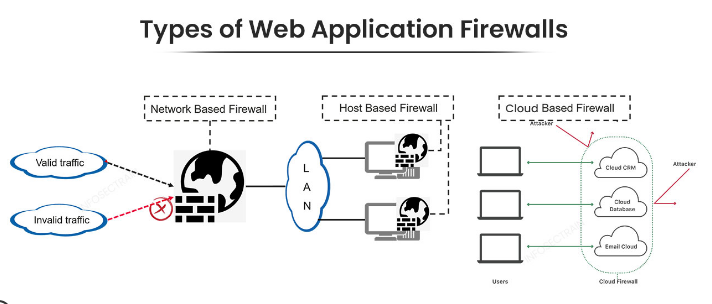 Types of Web Application Firewalls
Network Based Firewall
Host Based Firewall
Cloud Based Firewall
Attacker
Valid traffic
Invalid traffic
L
A
N
Cloud CRM
Attacker
Cloud
Database
Email Cloud
Users
Cloud Firewall